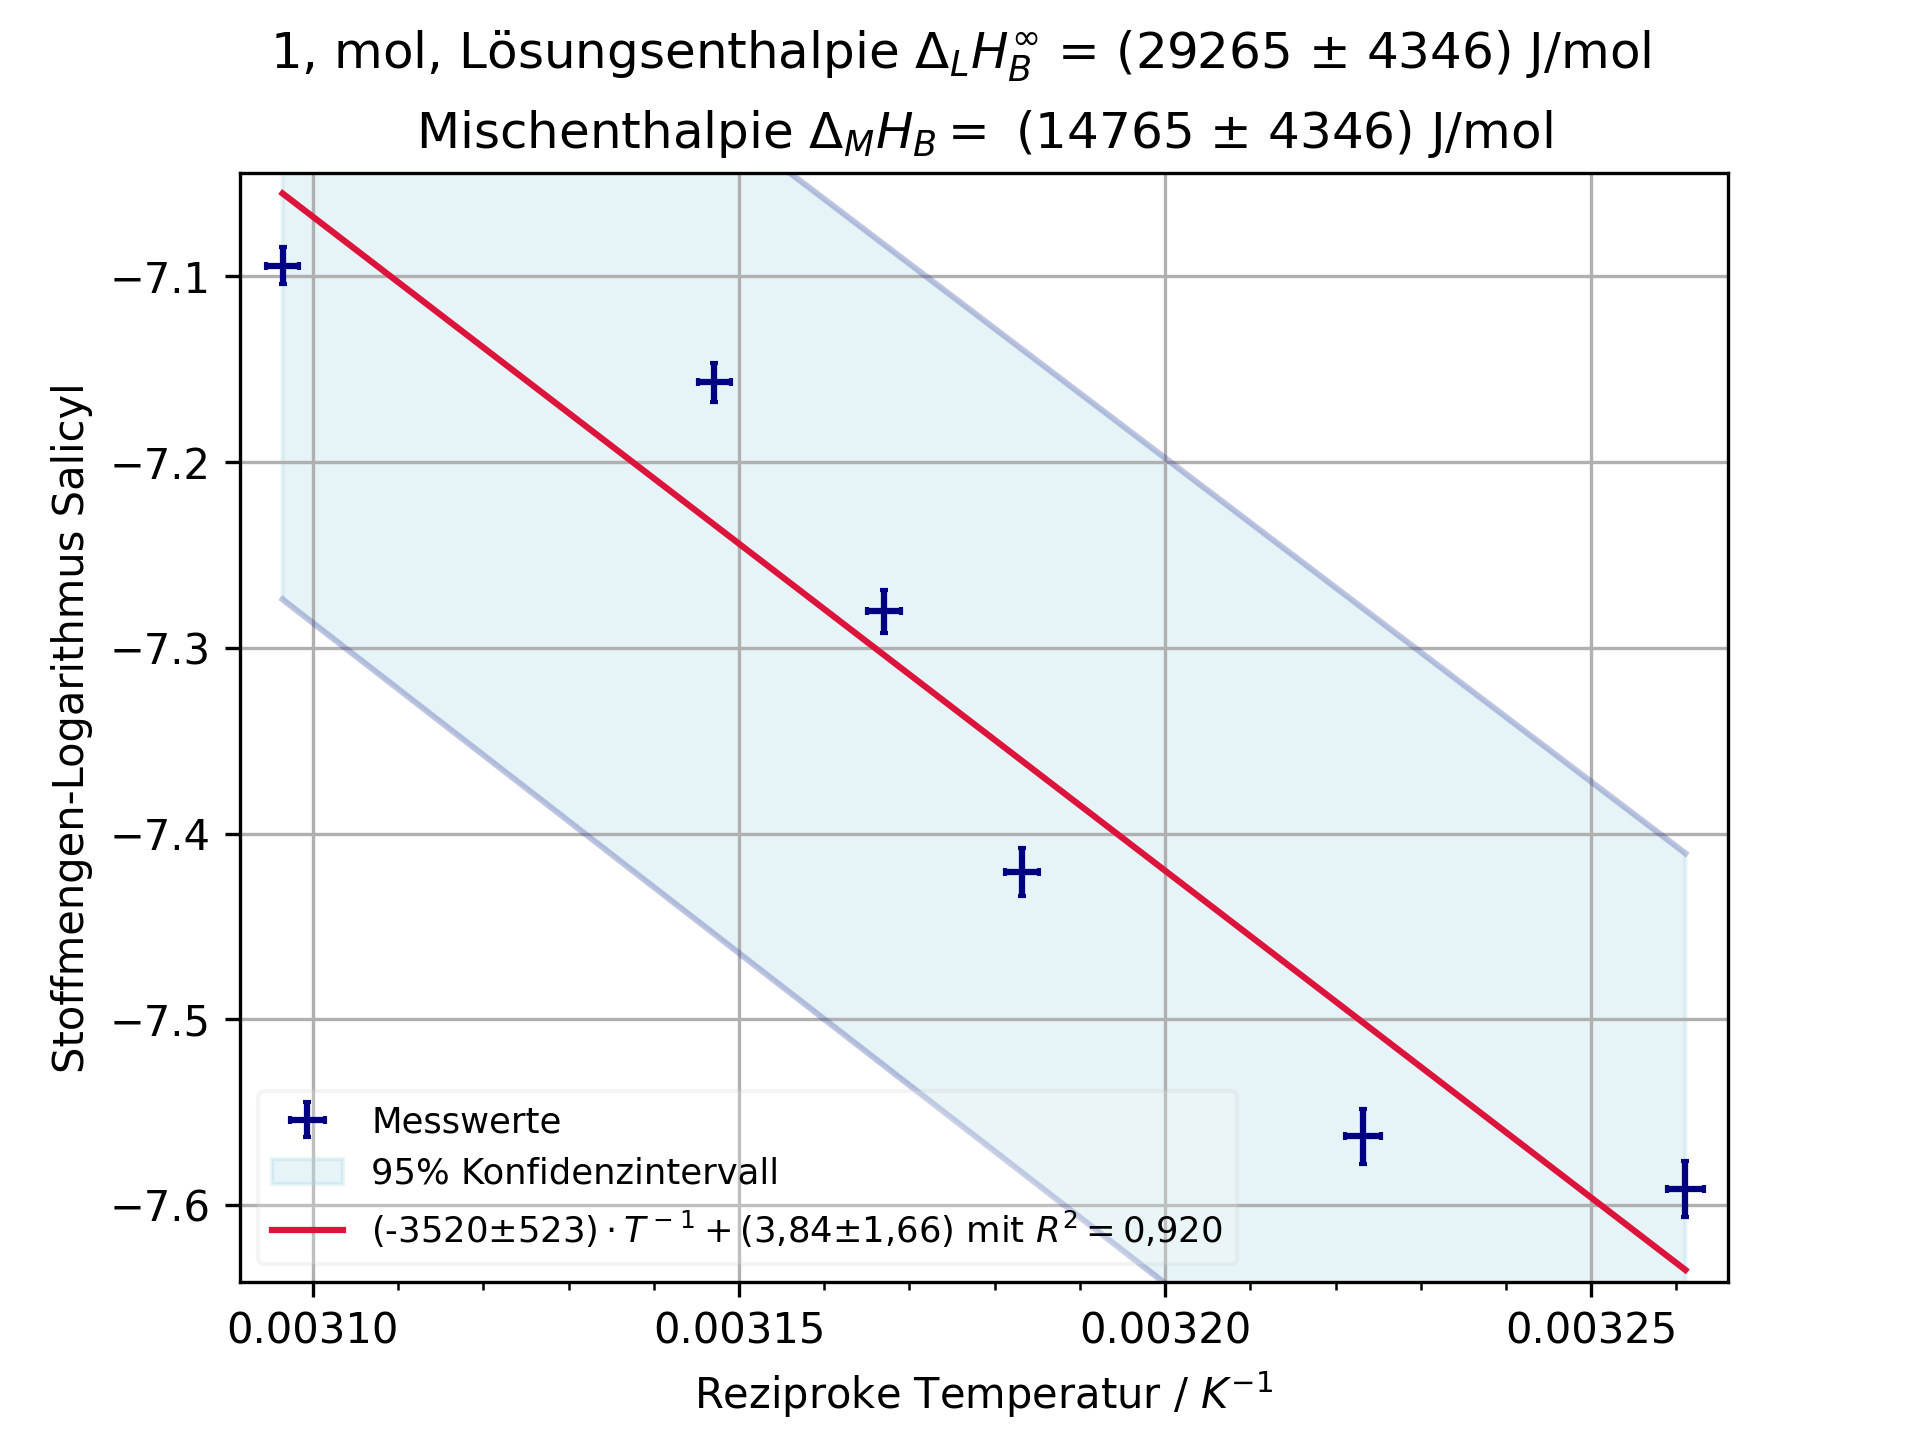 1, mol, Lösungsenthalpie Δ_L H_B^∞ = (29265 ± 4346) J/mol
Mischenthalpie Δ_M H_B = (14765 ± 4346) J/mol
Stoffmengen-Logarithmus Salicyl
−7.1
−7.2
−7.3
−7.4
−7.5
−7.6
Messwerte
95% Konfidenzintervall
(-3520±523) · T^−1 + (3,84±1,66) mit R^2 = 0,920
0.00310 0.00315 0.00320 0.00325
Reziproke Temperatur / K^−1